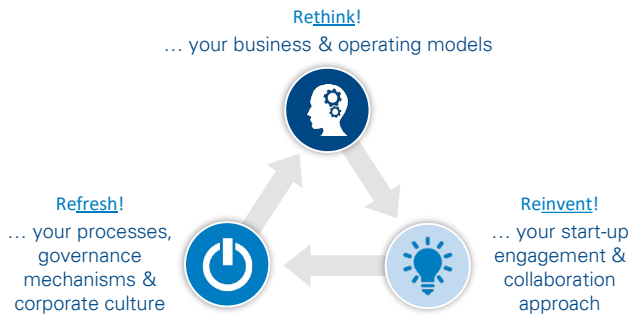 Rethink!
… your business & operating models
Refresh!
… your processes,
governance
mechanisms &
corporate culture
Reinvent!
… your start-up
engagement &
collaboration
approach